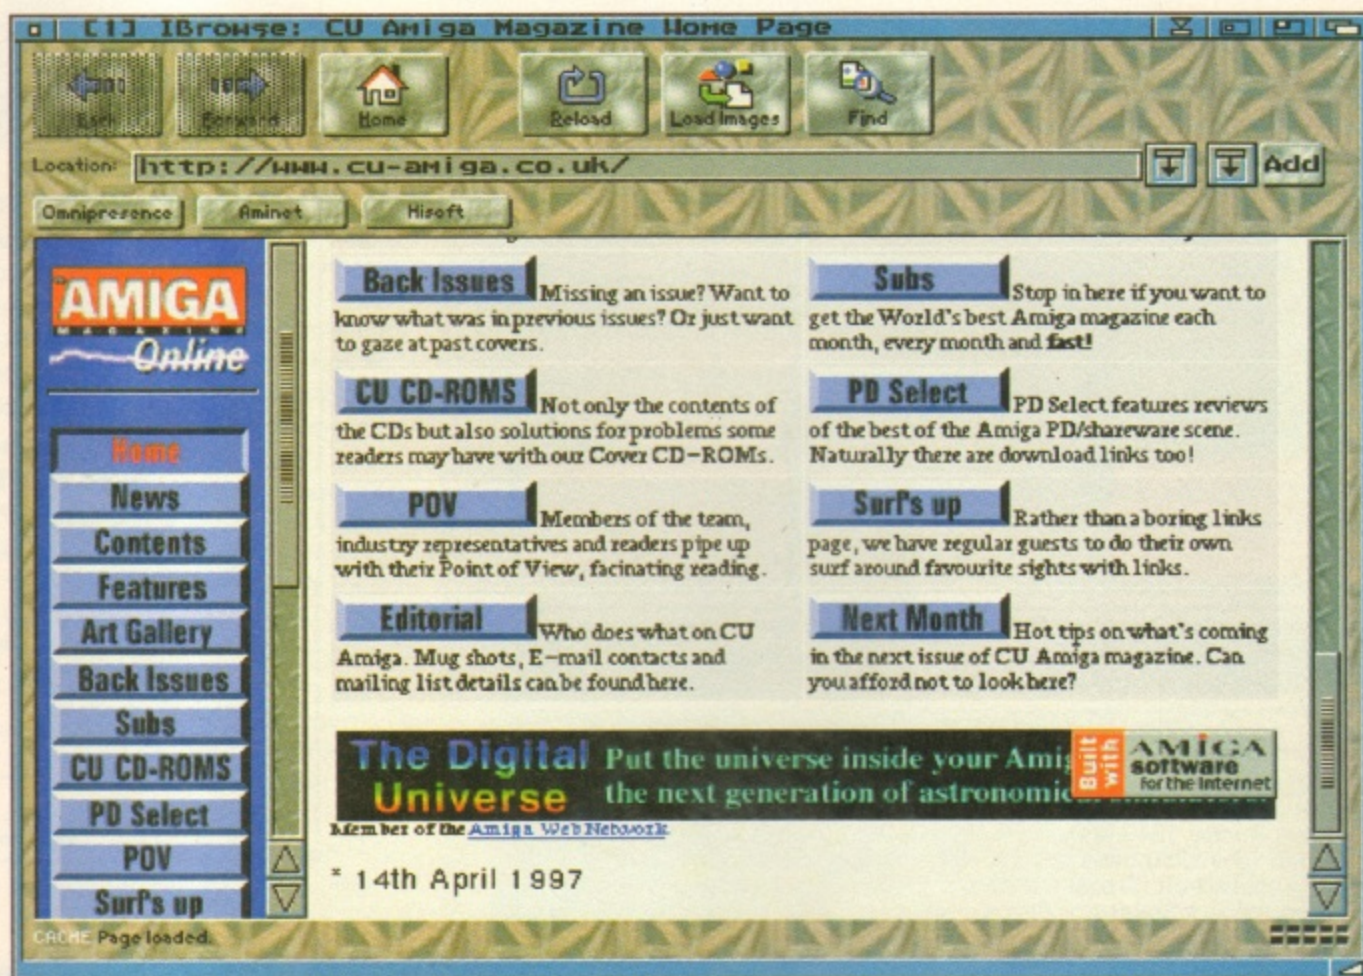 [1] IBrowse: CU Amiga Magazine Home Page
Back Forward Home Reload Load Images Find
Location: http://www.cu-amiga.co.uk/ Add
Omnipresence Aminet Hisoft
AMIGA
MAGAZINE
Online
Home
News
Contents
Features
Art Gallery
Back Issues
Subs
CU CD-ROMS
PD Select
POV
Surf's up
Back Issues Missing an issue? Want to
know what was in previous issues? Or just want
to gaze at past covers.
Subs Stop in here if you want to
get the World's best Amiga magazine each
month, every month and fast!
CU CD-ROMS Not only the contents of
the CDs but also solutions for problems some
readers may have with our Cover CD-ROMs.
PD Select PD Select features reviews
of the best of the Amiga PD/shareware scene.
Naturally there are download links too!
POV Members of the team,
industry representatives and readers pipe up
with their Point of View, facinating reading.
Surf's up Rather than a boring links
page, we have regular guests to do their own
surf around favourite sights with links.
Editorial Who does what on CU
Amiga. Mug shots, E-mail contacts and
mailing list details can be found here.
Next Month Hot tips on what's coming
in the next issue of CU Amiga magazine. Can
you afford not to look here?
The Digital
Universe
Put the universe inside your Ami
the next generation of astronomic
Built
with
AMIGA
software
for the Internet
Member of the Amiga Web Network
* 14th April 1997
CACHE Page loaded.